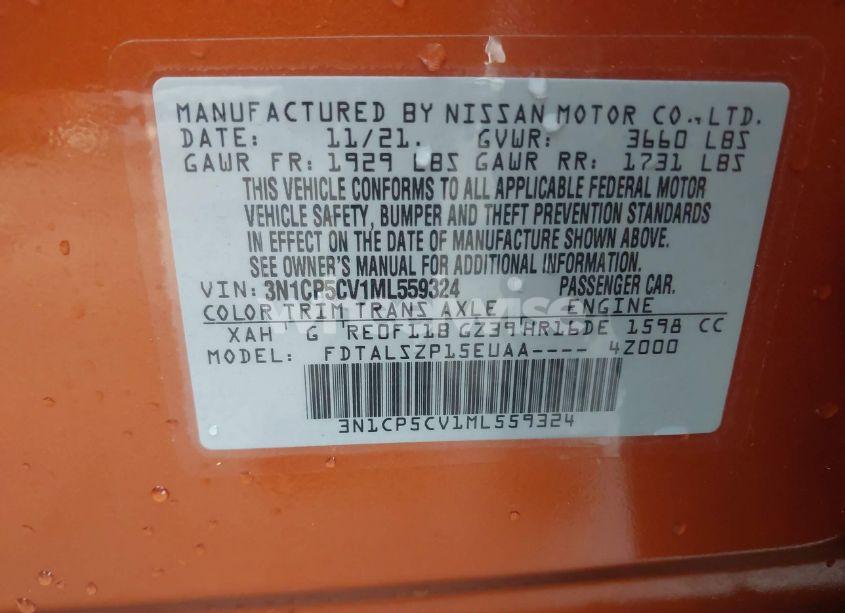 MANUFACTURED BY NISSAN MOTOR CO.,LTD.
DATE: 11/21. GVWR: 3660 LBS
GAWR FR: 1929 LBS GAWR RR: 1731 LBS
THIS VEHICLE CONFORMS TO ALL APPLICABLE FEDERAL MOTOR
VEHICLE SAFETY, BUMPER AND THEFT PREVENTION STANDARDS
IN EFFECT ON THE DATE OF MANUFACTURE SHOWN ABOVE.
SEE OWNER'S MANUAL FOR ADDITIONAL INFORMATION.
VIN: 3N1CP5CV1ML559324 PASSENGER CAR.
COLOR TRIM TRANS AXLE ENGINE
XAH G RE0F11B GZ39 HR16DE 1598 CC
MODEL: FDTALSZP15EUAA---- 4Z000
3N1CP5CV1ML559324